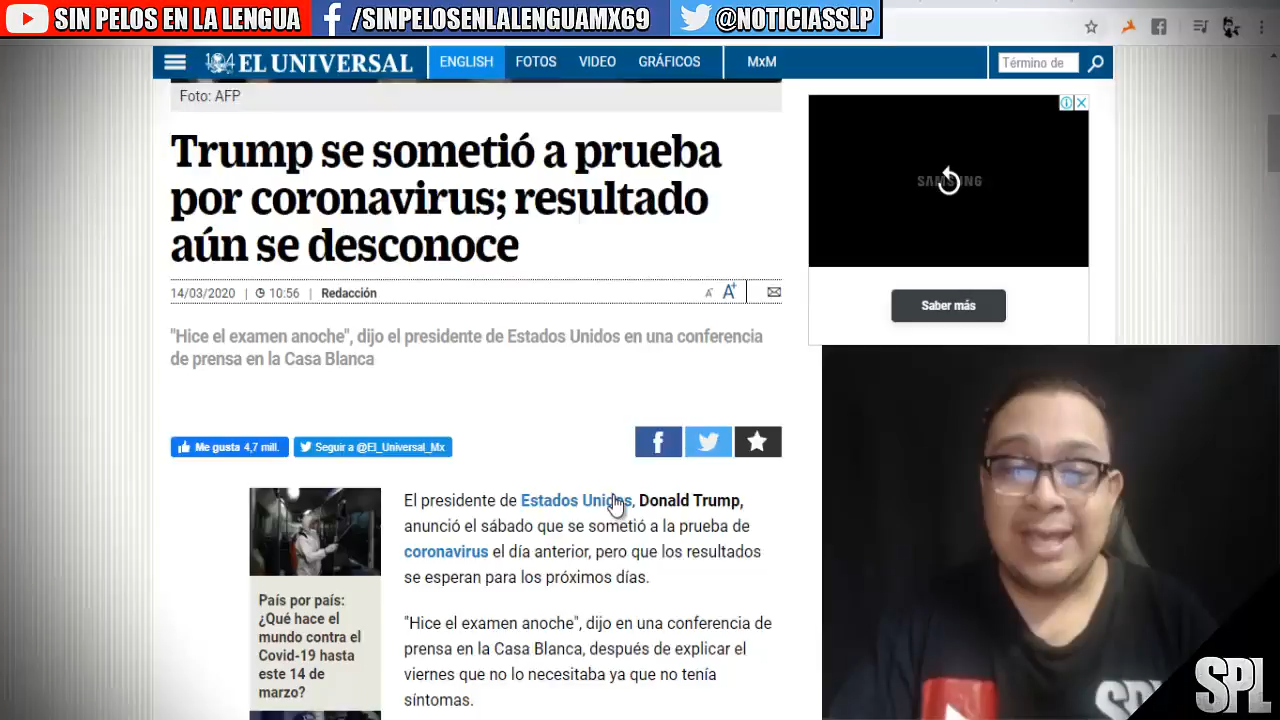 SIN PELOS EN LA LENGUA
/SINPELOSENLALENGUAMX69
@NOTICIASSLP
EL UNIVERSAL
ENGLISH
FOTOS
VIDEO
GRÁFICOS
MxM
Término de
Foto: AFP
Trump se sometió a prueba
por coronavirus; resultado
aún se desconoce
14/03/2020 | 10:56 | Redacción
A-
A+
"Hice el examen anoche", dijo el presidente de Estados Unidos en una conferencia
de prensa en la Casa Blanca
Me gusta 4,7 mill.
Seguir a @El_Universal_Mx
El presidente de Estados Unidos, Donald Trump,
anunció el sábado que se sometió a la prueba de
coronavirus el día anterior, pero que los resultados
se esperan para los próximos días.
"Hice el examen anoche", dijo en una conferencia de
prensa en la Casa Blanca, después de explicar el
viernes que no lo necesitaba ya que no tenía
síntomas.
País por país:
¿Qué hace el
mundo contra el
Covid-19 hasta
este 14 de
marzo?
SAMSUNG
Saber más
SPL
SPL